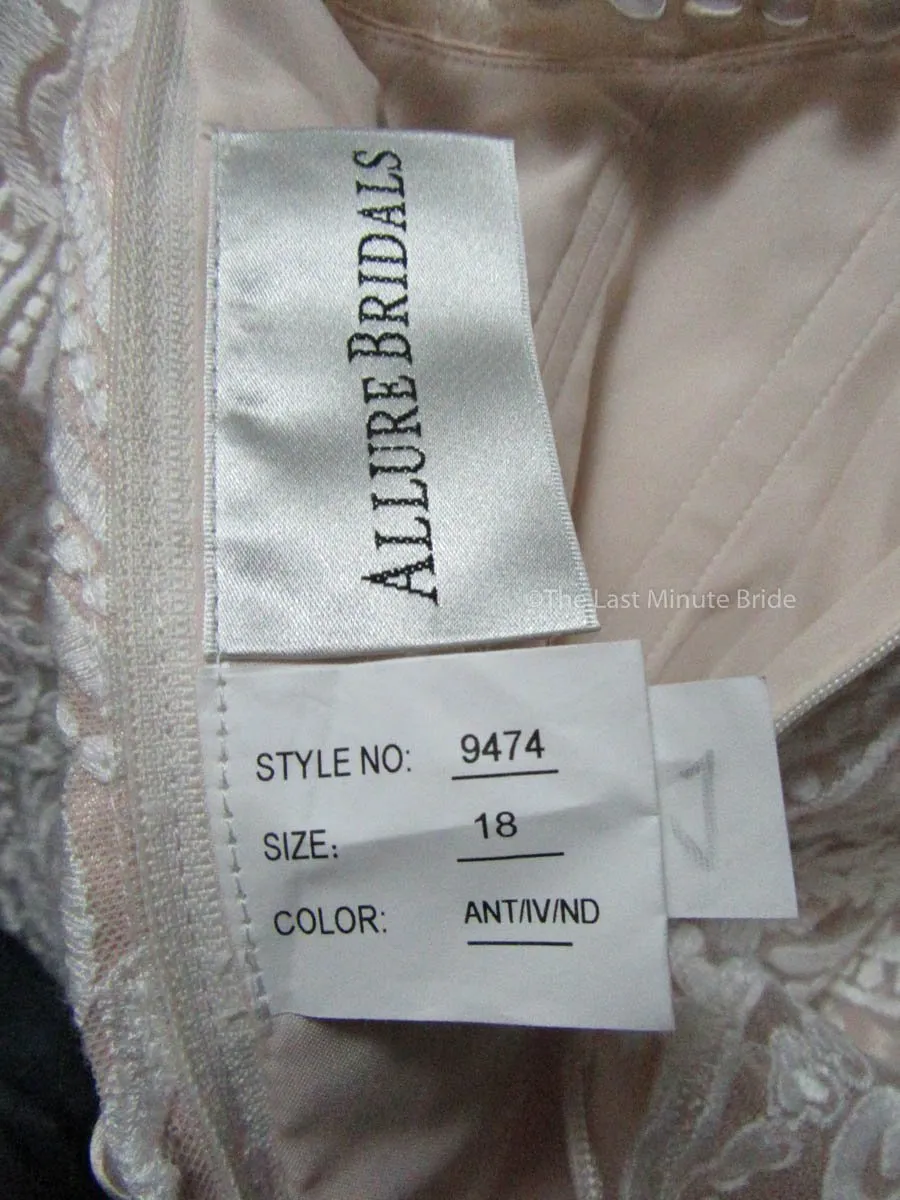 ALLURE BRIDALS
©The Last Minute Bride
STYLE NO: 9474
SIZE: 18
COLOR: ANT/IV/ND